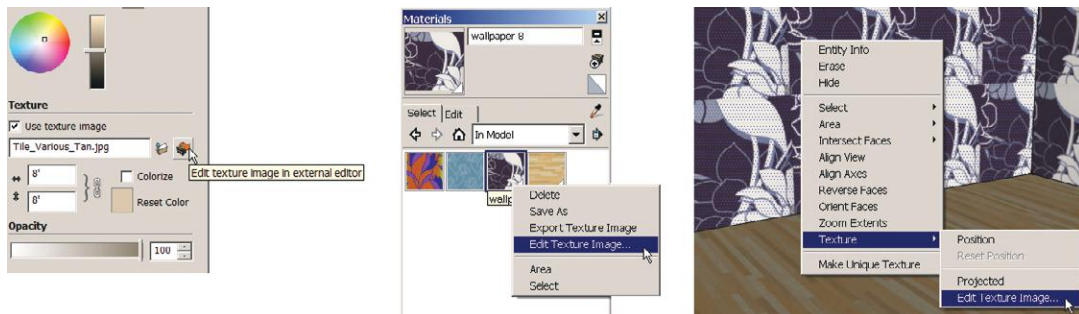 Texture
Use texture image
Tile_Various_Tan.jpg
Edit texture image in external editor
8'
Colorize
8'
Reset Color
Opacity
100
Materials
wallpaper 8
Select Edit
In Model
wallp
Delete
Save As
Export Texture Image
Edit Texture Image...
Area
Select
Entity Info
Erase
Hide
Select
Area
Intersect Faces
Align View
Align Axes
Reverse Faces
Orient Faces
Zoom Extents
Texture
Make Unique Texture
Position
Reset Position
Projected
Edit Texture Image...